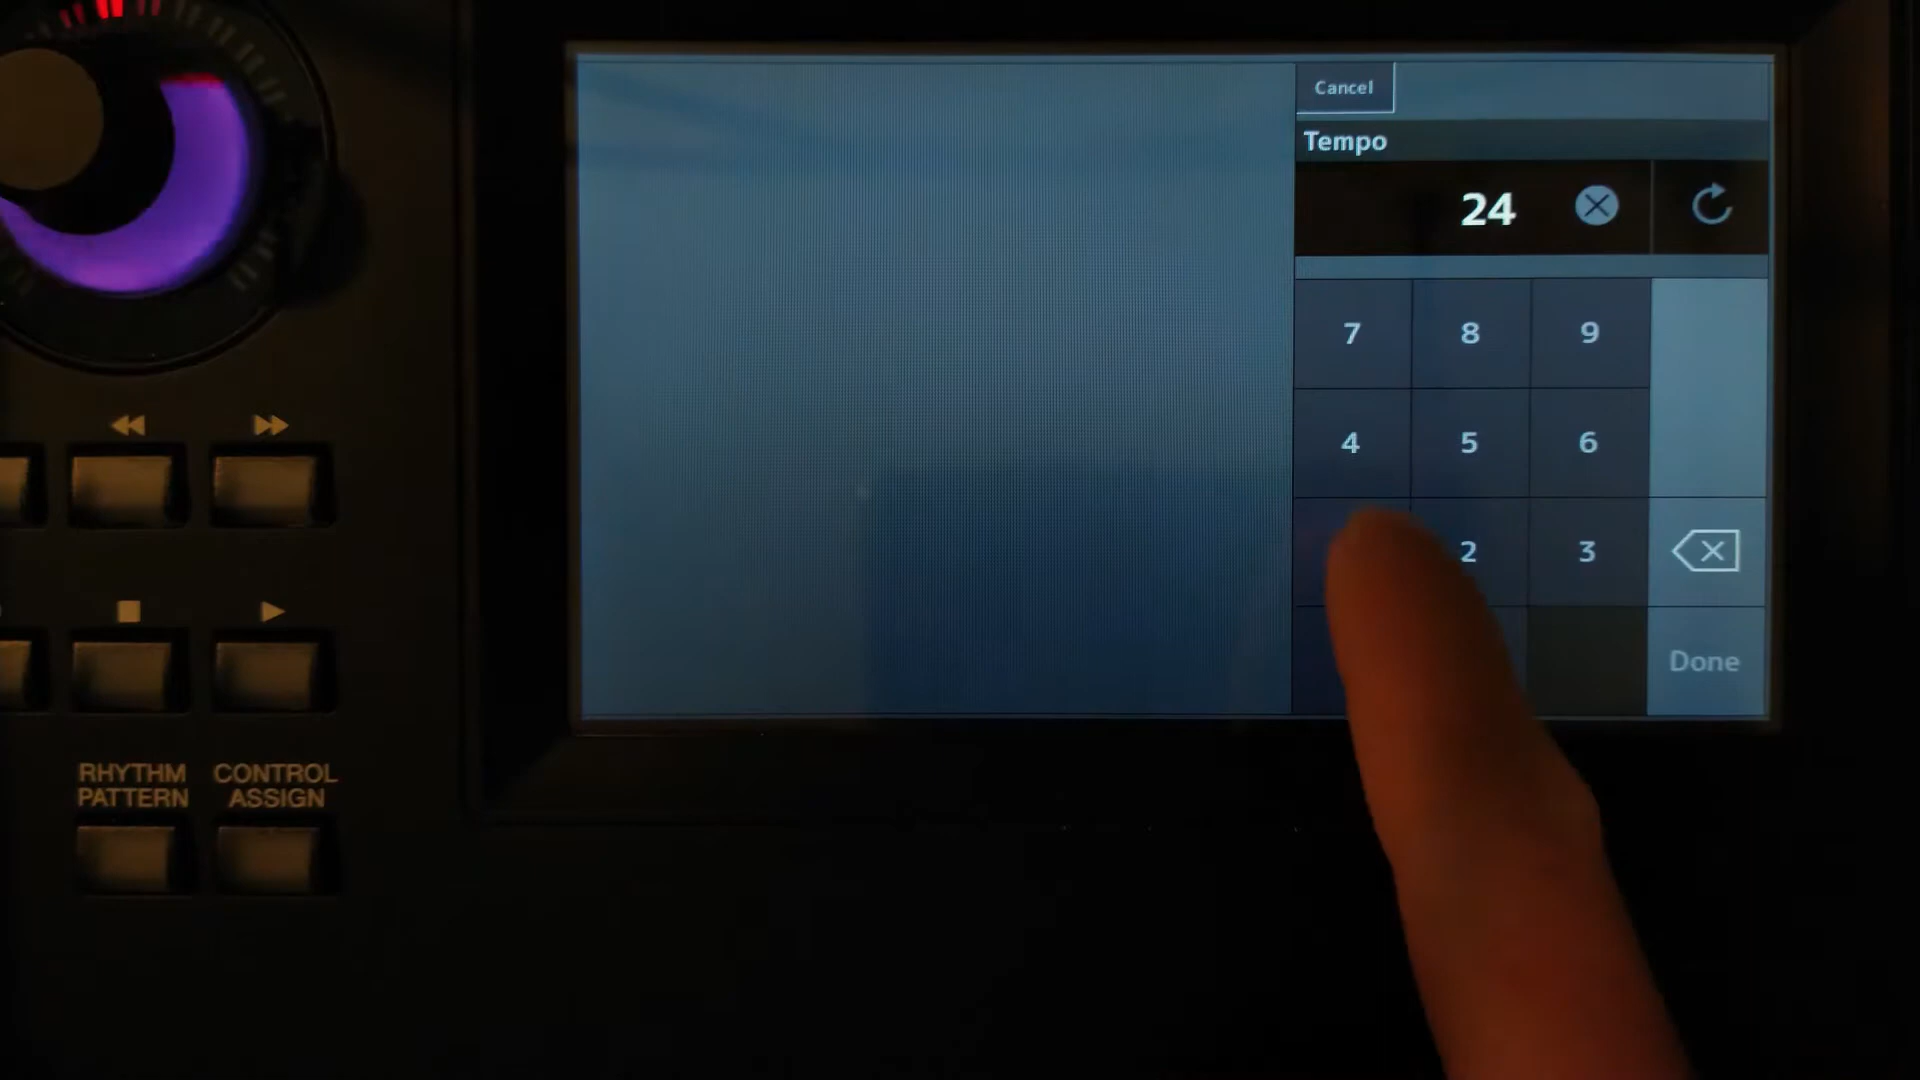 Cancel
Tempo
24
7 8 9
4 5 6
2 3
Done
RHYTHM CONTROL
PATTERN ASSIGN